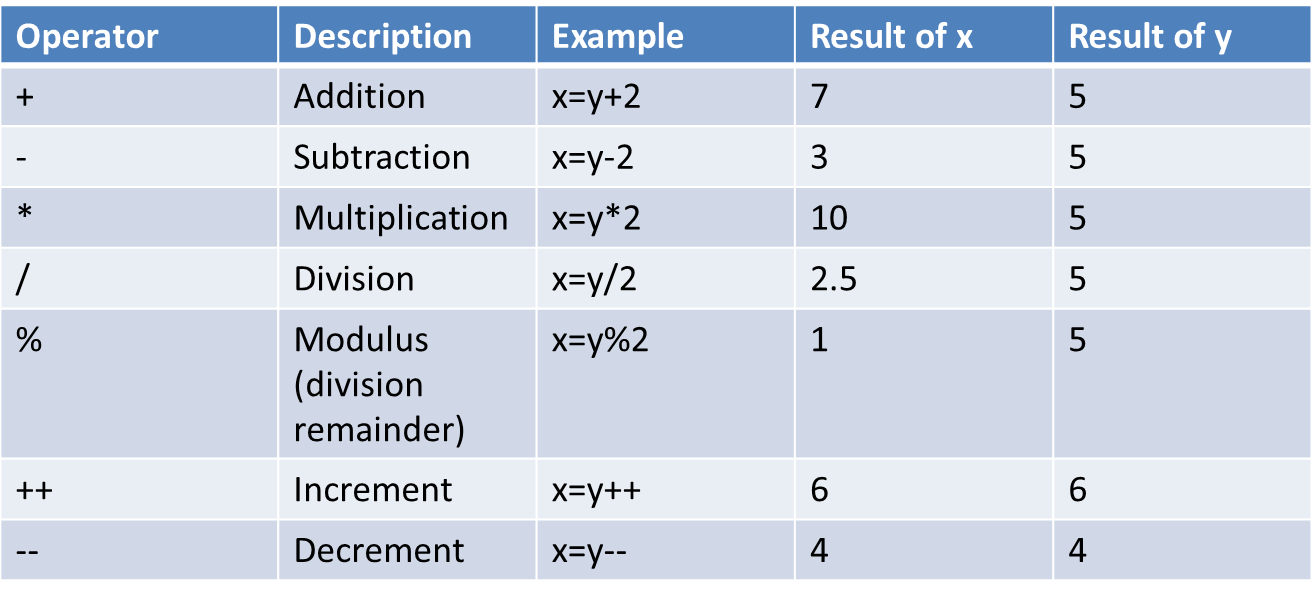 Operator Description Example Result of x Result of y
+ Addition x=y+2 7 5
- Subtraction x=y-2 3 5
* Multiplication x=y*2 10 5
/ Division x=y/2 2.5 5
% Modulus x=y%2 1 5
(division
remainder)
++ Increment x=y++ 6 6
-- Decrement x=y-- 4 4